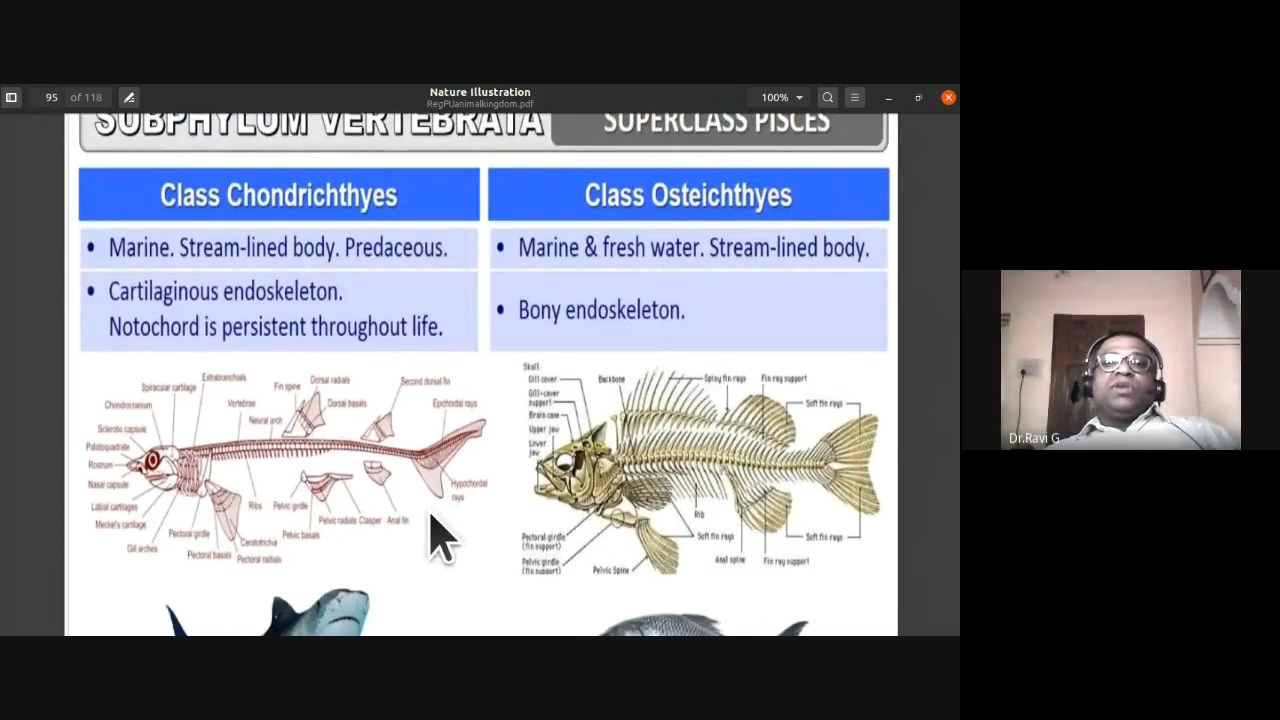 95 of 118
Nature Illustration
RegPUanimalkingdom.pdf
100%
SUBPHYLUM VERTEBRATA
SUPERCLASS PISCES
Class Chondrichthyes
• Marine. Stream-lined body. Predaceous.
• Cartilaginous endoskeleton.
Notochord is persistent throughout life.
Class Osteichthyes
• Marine & fresh water. Stream-lined body.
• Bony endoskeleton.
Extrabranchials
Spiracular cartilage
Chondrocranium
Sclerotic capsule
Palatoquadrate
Rostrum
Nasal capsule
Labial cartilages
Meckel's cartilage
Gill arches
Vertebrae
Neural arch
Fin spine
Dorsal radials
Dorsal basals
Second dorsal fin
Epichordal rays
Hypochordal
rays
Ribs
Pelvic girdle
Pelvic radials
Clasper
Anal fin
Pelvic basals
Ceratotrichia
Pectoral girdle
Pectoral basals
Pectoral radials
Skull
Gill cover
Gill-cover
support
Brain case
Upper jaw
Lower
jaw
Backbone
Spiny fin rays
Fin ray support
Soft fin rays
Rib
Soft fin rays
Soft fin rays
Pectoral girdle
(fin support)
Pelvic girdle
(fin support)
Pelvic Spine
Anal spine
Fin ray support
Dr.Ravi G